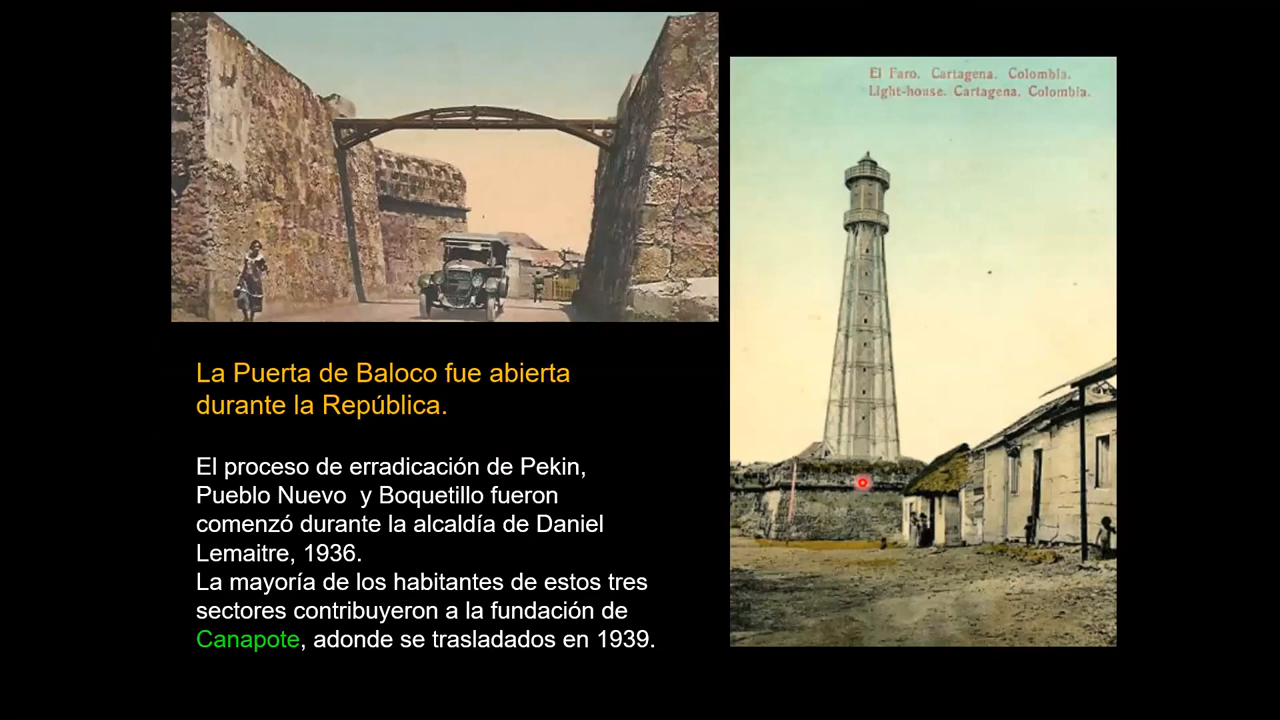 El Faro. Cartagena. Colombia.
Light-house. Cartagena. Colombia.
La Puerta de Baloco fue abierta
durante la República.
El proceso de erradicación de Pekin,
Pueblo Nuevo  y Boquetillo fueron
comenzó durante la alcaldía de Daniel
Lemaitre, 1936.
La mayoría de los habitantes de estos tres
sectores contribuyeron a la fundación de
Canapote, adonde se trasladados en 1939.